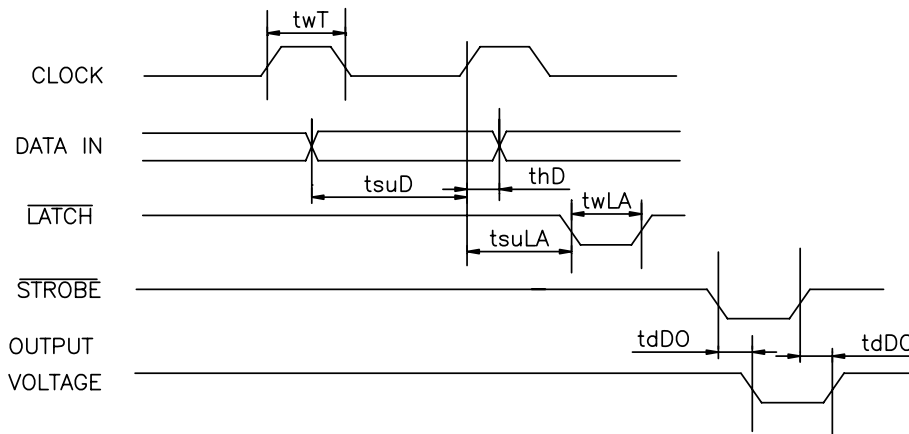 twT
CLOCK
DATA IN
tsuD
thD
twLA
LATCH
tsuLA
STROBE
OUTPUT
VOLTAGE
tdDO
tdDO